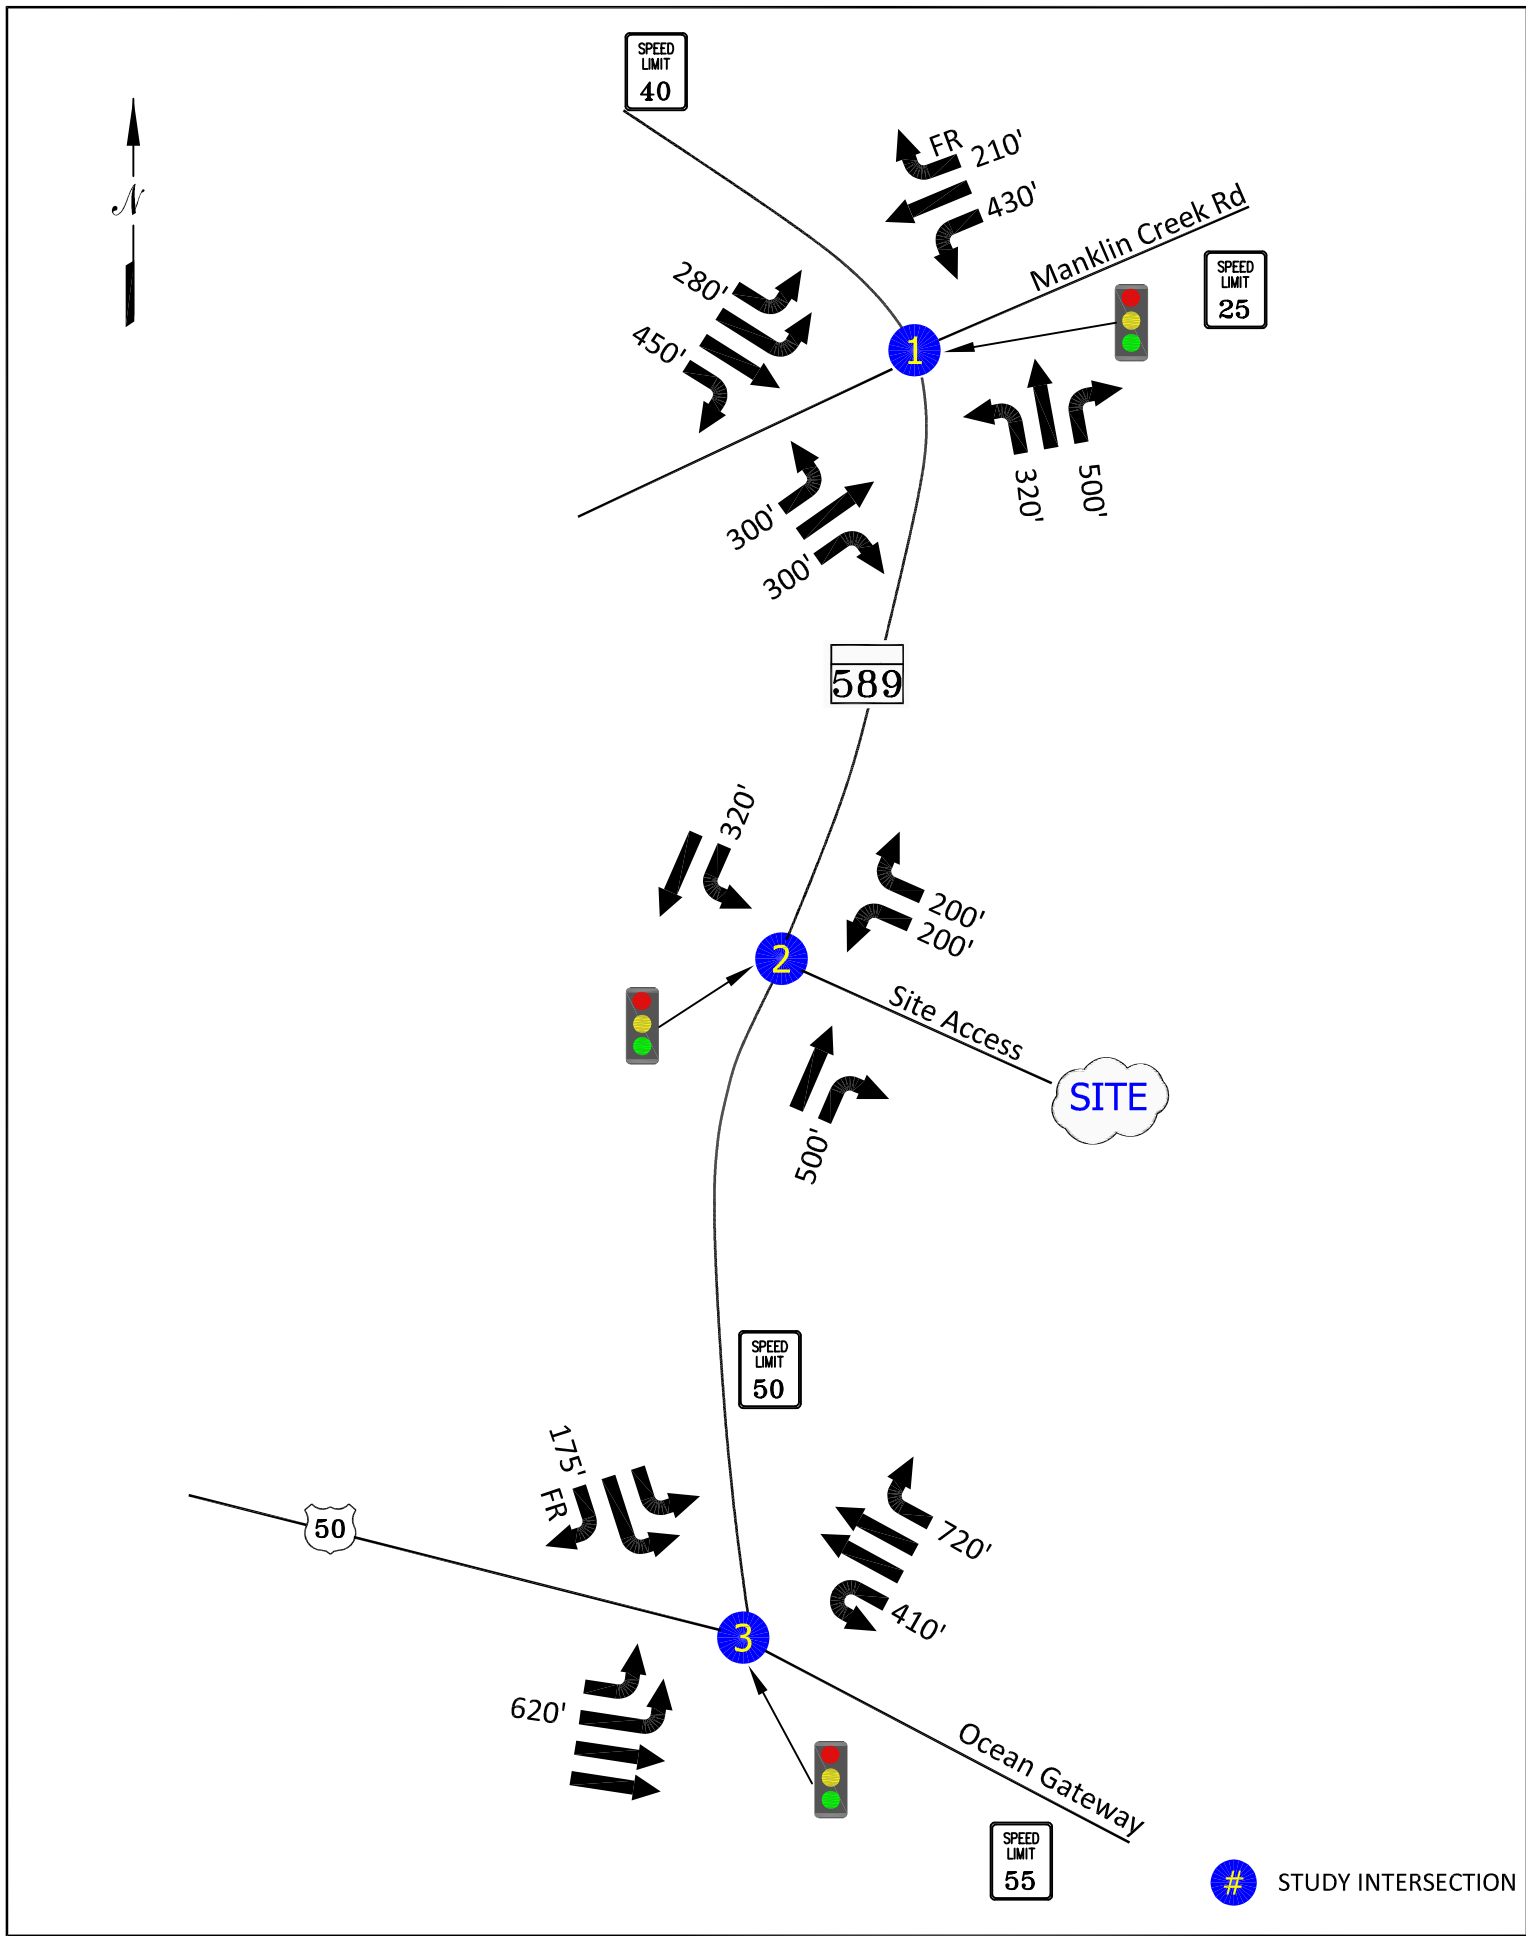 SPEED
LIMIT
40
N
FR
210'
430'
Manklin Creek Rd
SPEED
LIMIT
25
280'
450'
1
320'
500'
300'
300'
589
320'
200'
200'
2
Site Access
SITE
500'
SPEED
LIMIT
50
175'
FR
50
720'
410'
3
620'
Ocean Gateway
SPEED
LIMIT
55
# STUDY INTERSECTION